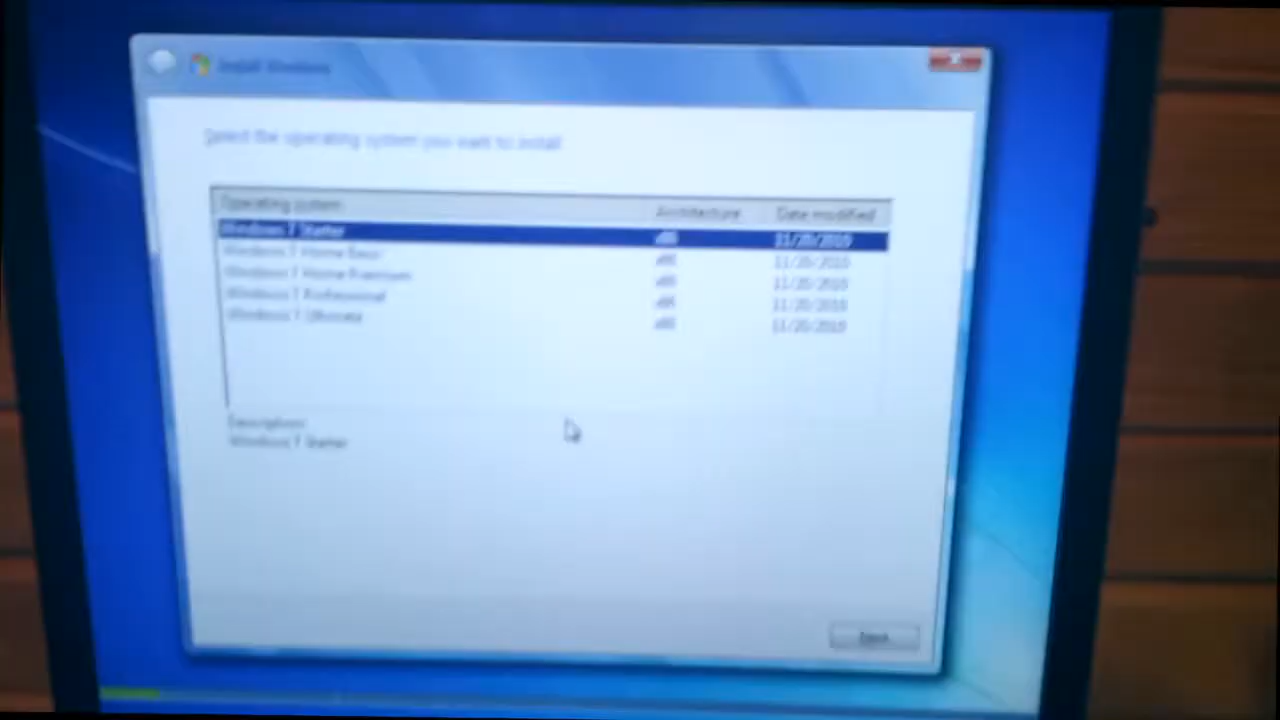 Install Windows
Select the operating system you want to install
Operating system Architecture Date modified
Windows 7 Starter x86 11/20/2010
Windows 7 Home Basic x86 11/20/2010
Windows 7 Home Premium x86 11/20/2010
Windows 7 Professional x86 11/20/2010
Windows 7 Ultimate x86 11/20/2010
Description:
Windows 7 Starter
Next